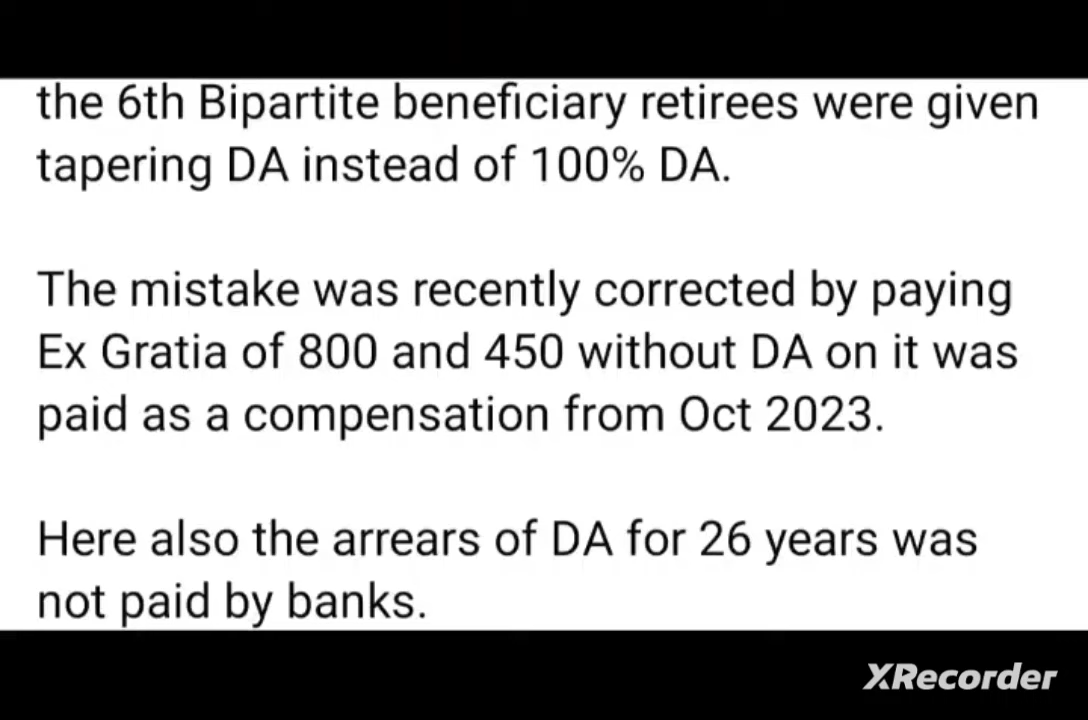 the 6th Bipartite beneficiary retirees were given
tapering DA instead of 100% DA.
The mistake was recently corrected by paying
Ex Gratia of 800 and 450 without DA on it was
paid as a compensation from Oct 2023.
Here also the arrears of DA for 26 years was
not paid by banks.
XRecorder